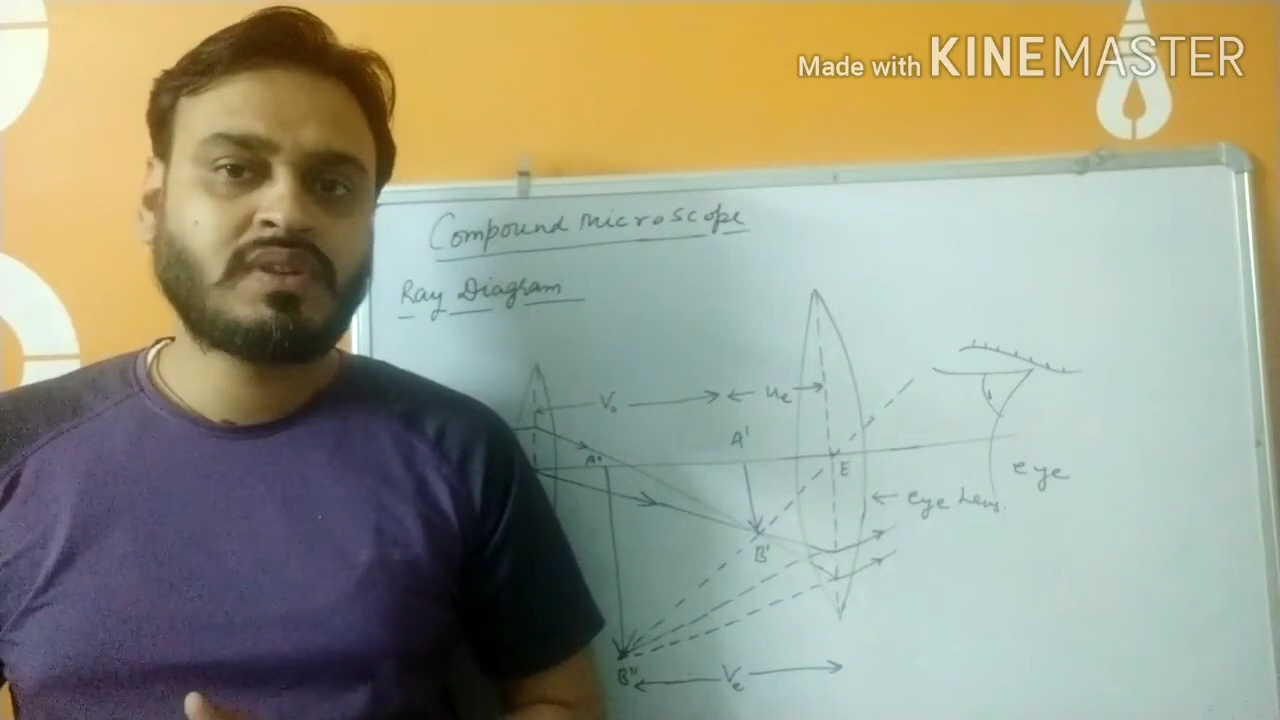 Made with KINEMASTER
Compound Microscope
Ray Diagram
V₀
uₑ
A'
A"
E
eye
eye Lens
B'
B"
Vₑ